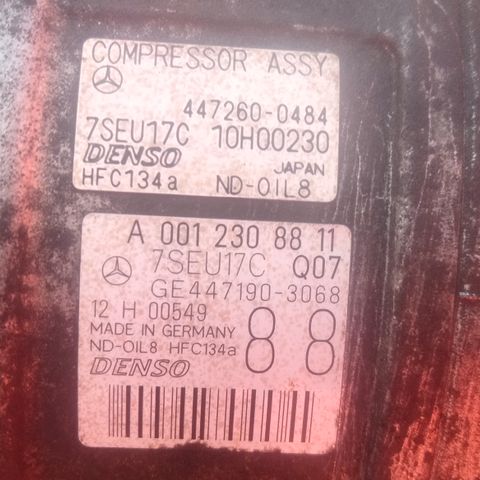 COMPRESSOR ASSY
447260-0484
7SEU17C 10H00230
DENSO JAPAN
HFC134a ND-OIL8
A 001 230 88 11
7SEU17C Q07
GE447190-3068
12 H 00549
MADE IN GERMANY
ND-OIL8 HFC134a
88
DENSO